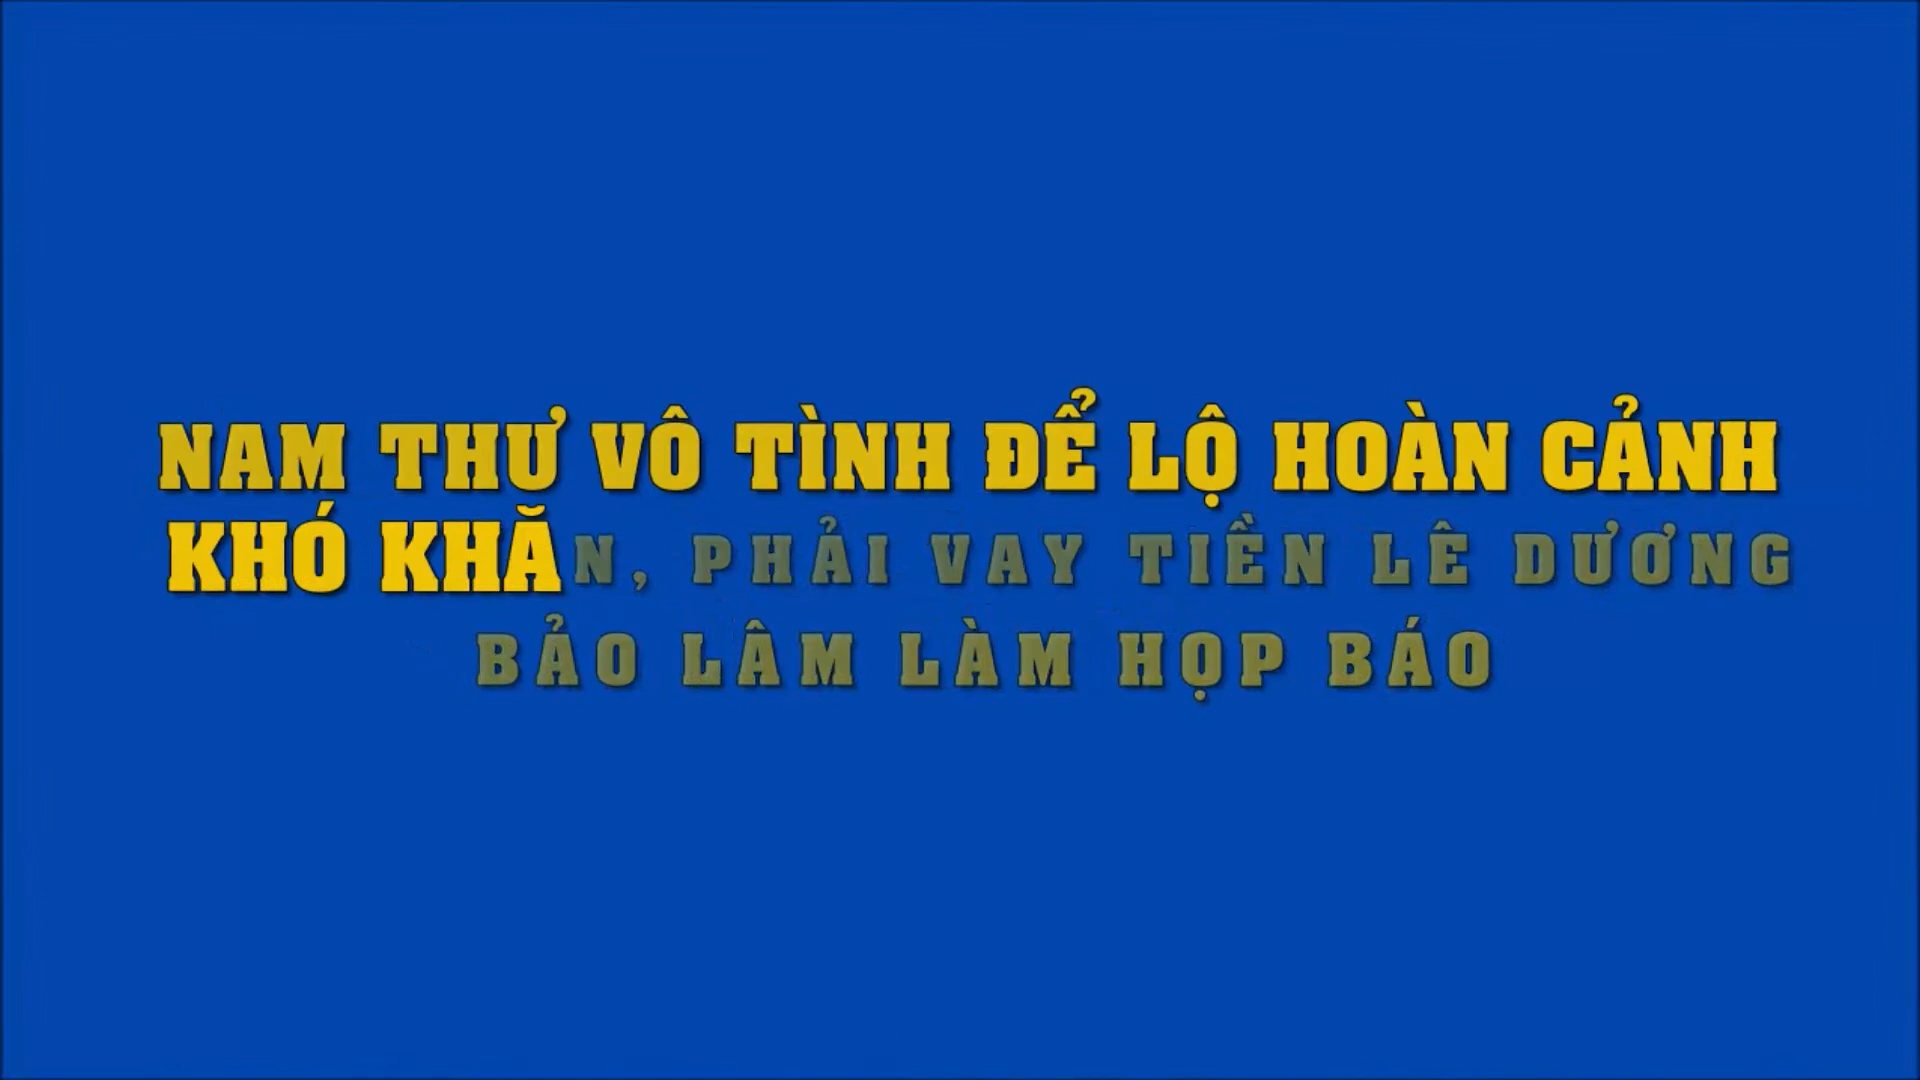 NAM THƯ VÔ TÌNH ĐỂ LỘ HOÀN CẢNH
KHÓ KHĂN, PHẢI VAY TIỀN LÊ DƯƠNG
BẢO LÂM LÀM HỌP BÁO